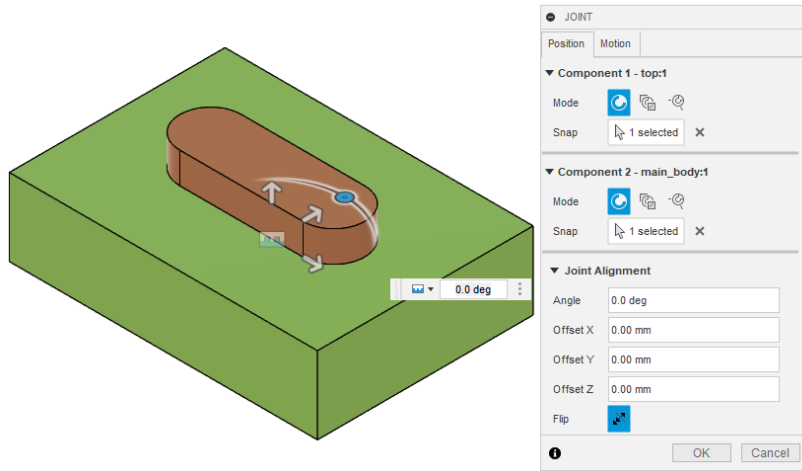 JOINT
Position Motion
Component 1 - top:1
Mode
Snap 1 selected
Component 2 - main_body:1
Mode
Snap 1 selected
Joint Alignment
Angle 0.0 deg
Offset X 0.00 mm
Offset Y 0.00 mm
Offset Z 0.00 mm
Flip
OK Cancel
0.0 deg